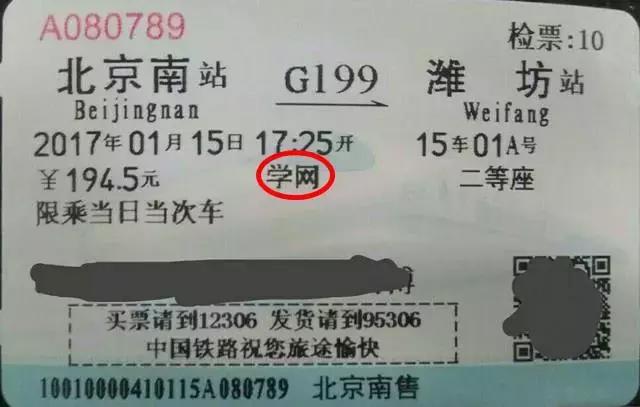 A080789 检票:10
北京南站 G199 潍坊站
Beijingnan Weifang
2017年01月15日 17:25开 15车01A号
￥194.5元 学网 二等座
限乘当日当次车
买票请到12306 发货请到95306
中国铁路祝您旅途愉快
10010000410115A080789 北京南售